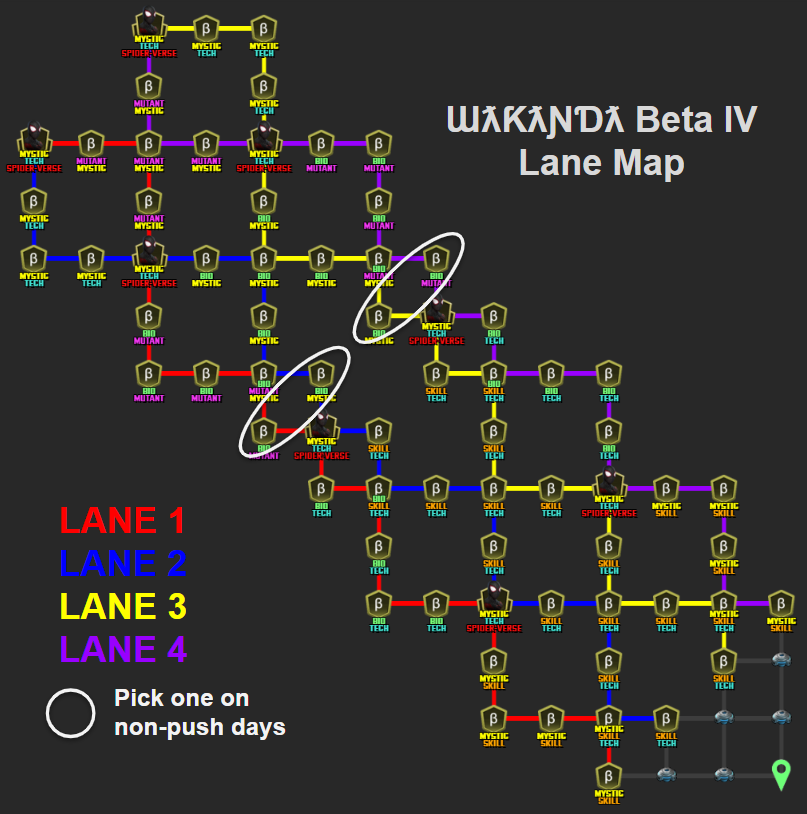 ƜƛƘƛƝƊƛ Beta IV
Lane Map
β β
MYSTIC MYSTIC MYSTIC
TECH TECH TECH
SPIDER-VERSE
β β
MUTANT MYSTIC
MYSTIC TECH
β β β β β
MYSTIC MUTANT MUTANT MUTANT MYSTIC BIO BIO
TECH MYSTIC MYSTIC MYSTIC TECH MUTANT MUTANT
SPIDER-VERSE SPIDER-VERSE
β β β β
MYSTIC MUTANT BIO BIO
TECH MYSTIC MYSTIC MUTANT
β β β β β β β
MYSTIC MYSTIC MYSTIC BIO BIO BIO BIO BIO
TECH TECH TECH MYSTIC MYSTIC MYSTIC MUTANT MUTANT
SPIDER-VERSE MYSTIC
β β β β
BIO BIO BIO MYSTIC BIO
MUTANT MYSTIC MYSTIC TECH TECH
SPIDER-VERSE
β β β β β β β β
BIO BIO BIO BIO SKILL BIO BIO BIO
MUTANT MUTANT MUTANT MYSTIC TECH SKILL TECH TECH
MYSTIC TECH
β β β β
BIO MYSTIC SKILL SKILL BIO
MUTANT TECH TECH TECH TECH
SPIDER-VERSE
β β β β β β β
BIO BIO SKILL SKILL SKILL MYSTIC MYSTIC MYSTIC
TECH SKILL TECH TECH TECH TECH SKILL SKILL
TECH SPIDER-VERSE
β β β β
BIO SKILL SKILL MYSTIC
TECH TECH TECH SKILL
β β β β β β β
BIO BIO MYSTIC SKILL SKILL SKILL MYSTIC MYSTIC
TECH TECH TECH TECH TECH TECH SKILL SKILL
SPIDER-VERSE TECH
β β β
MYSTIC SKILL SKILL
SKILL TECH TECH
β β β β
MYSTIC MYSTIC MYSTIC SKILL
SKILL SKILL SKILL TECH
TECH
β
MYSTIC
SKILL
LANE 1
LANE 2
LANE 3
LANE 4
Pick one on
non-push days